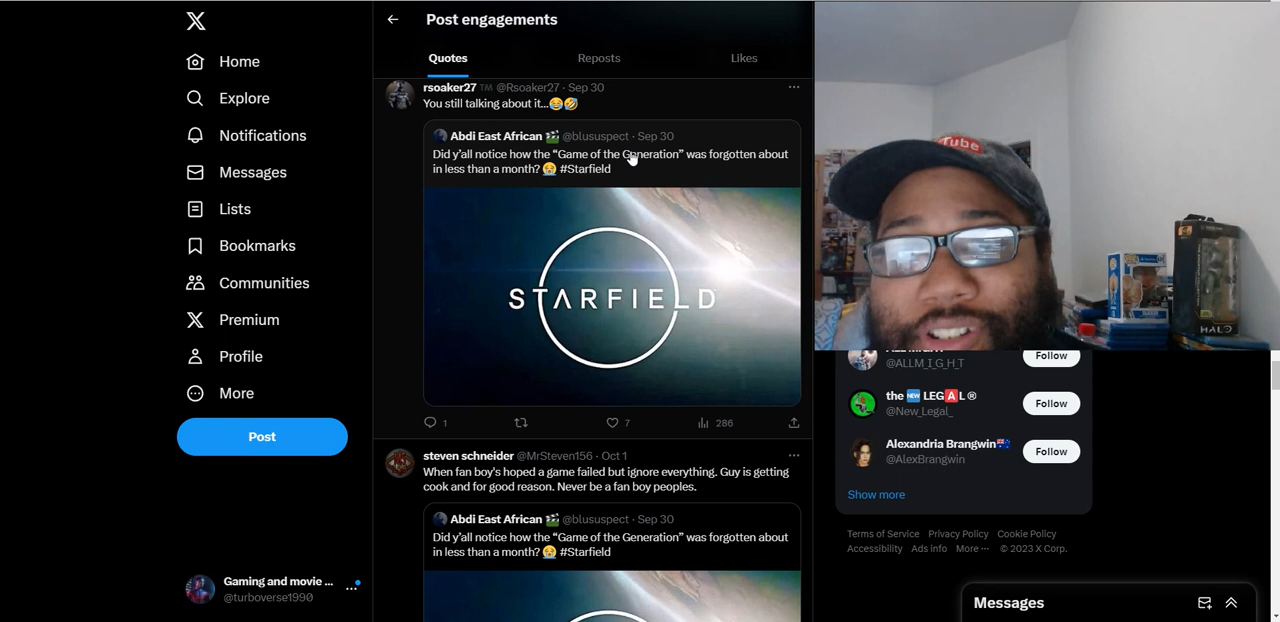 Post engagements
Quotes
Reposts
Likes
Home
Explore
Notifications
Messages
Lists
Bookmarks
Communities
Premium
Profile
More
Post
Gaming and movie ...
@turboverse1990
rsoaker27 ™ @Rsoaker27 · Sep 30
You still talking about it...😂🤣
Abdi East African 🎬 @blususpect · Sep 30
Did y'all notice how the “Game of the Generation” was forgotten about
in less than a month? 😭 #Starfield
STARFIELD
1
7
286
steven schneider @MrSteven156 · Oct 1
When fan boy's hoped a game failed but ignore everything. Guy is getting
cook and for good reason. Never be a fan boy peoples.
Abdi East African 🎬 @blususpect · Sep 30
Did y'all notice how the “Game of the Generation” was forgotten about
in less than a month? 😭 #Starfield
Tube
HALO
@ALLM_I_G_H_T
Follow
the 🆕 LEG🅰️L®
@New_Legal_
Follow
Alexandria Brangwin🇦🇺
@AlexBrangwin
Follow
Show more
Terms of Service Privacy Policy Cookie Policy
Accessibility Ads info More ··· © 2023 X Corp.
Messages